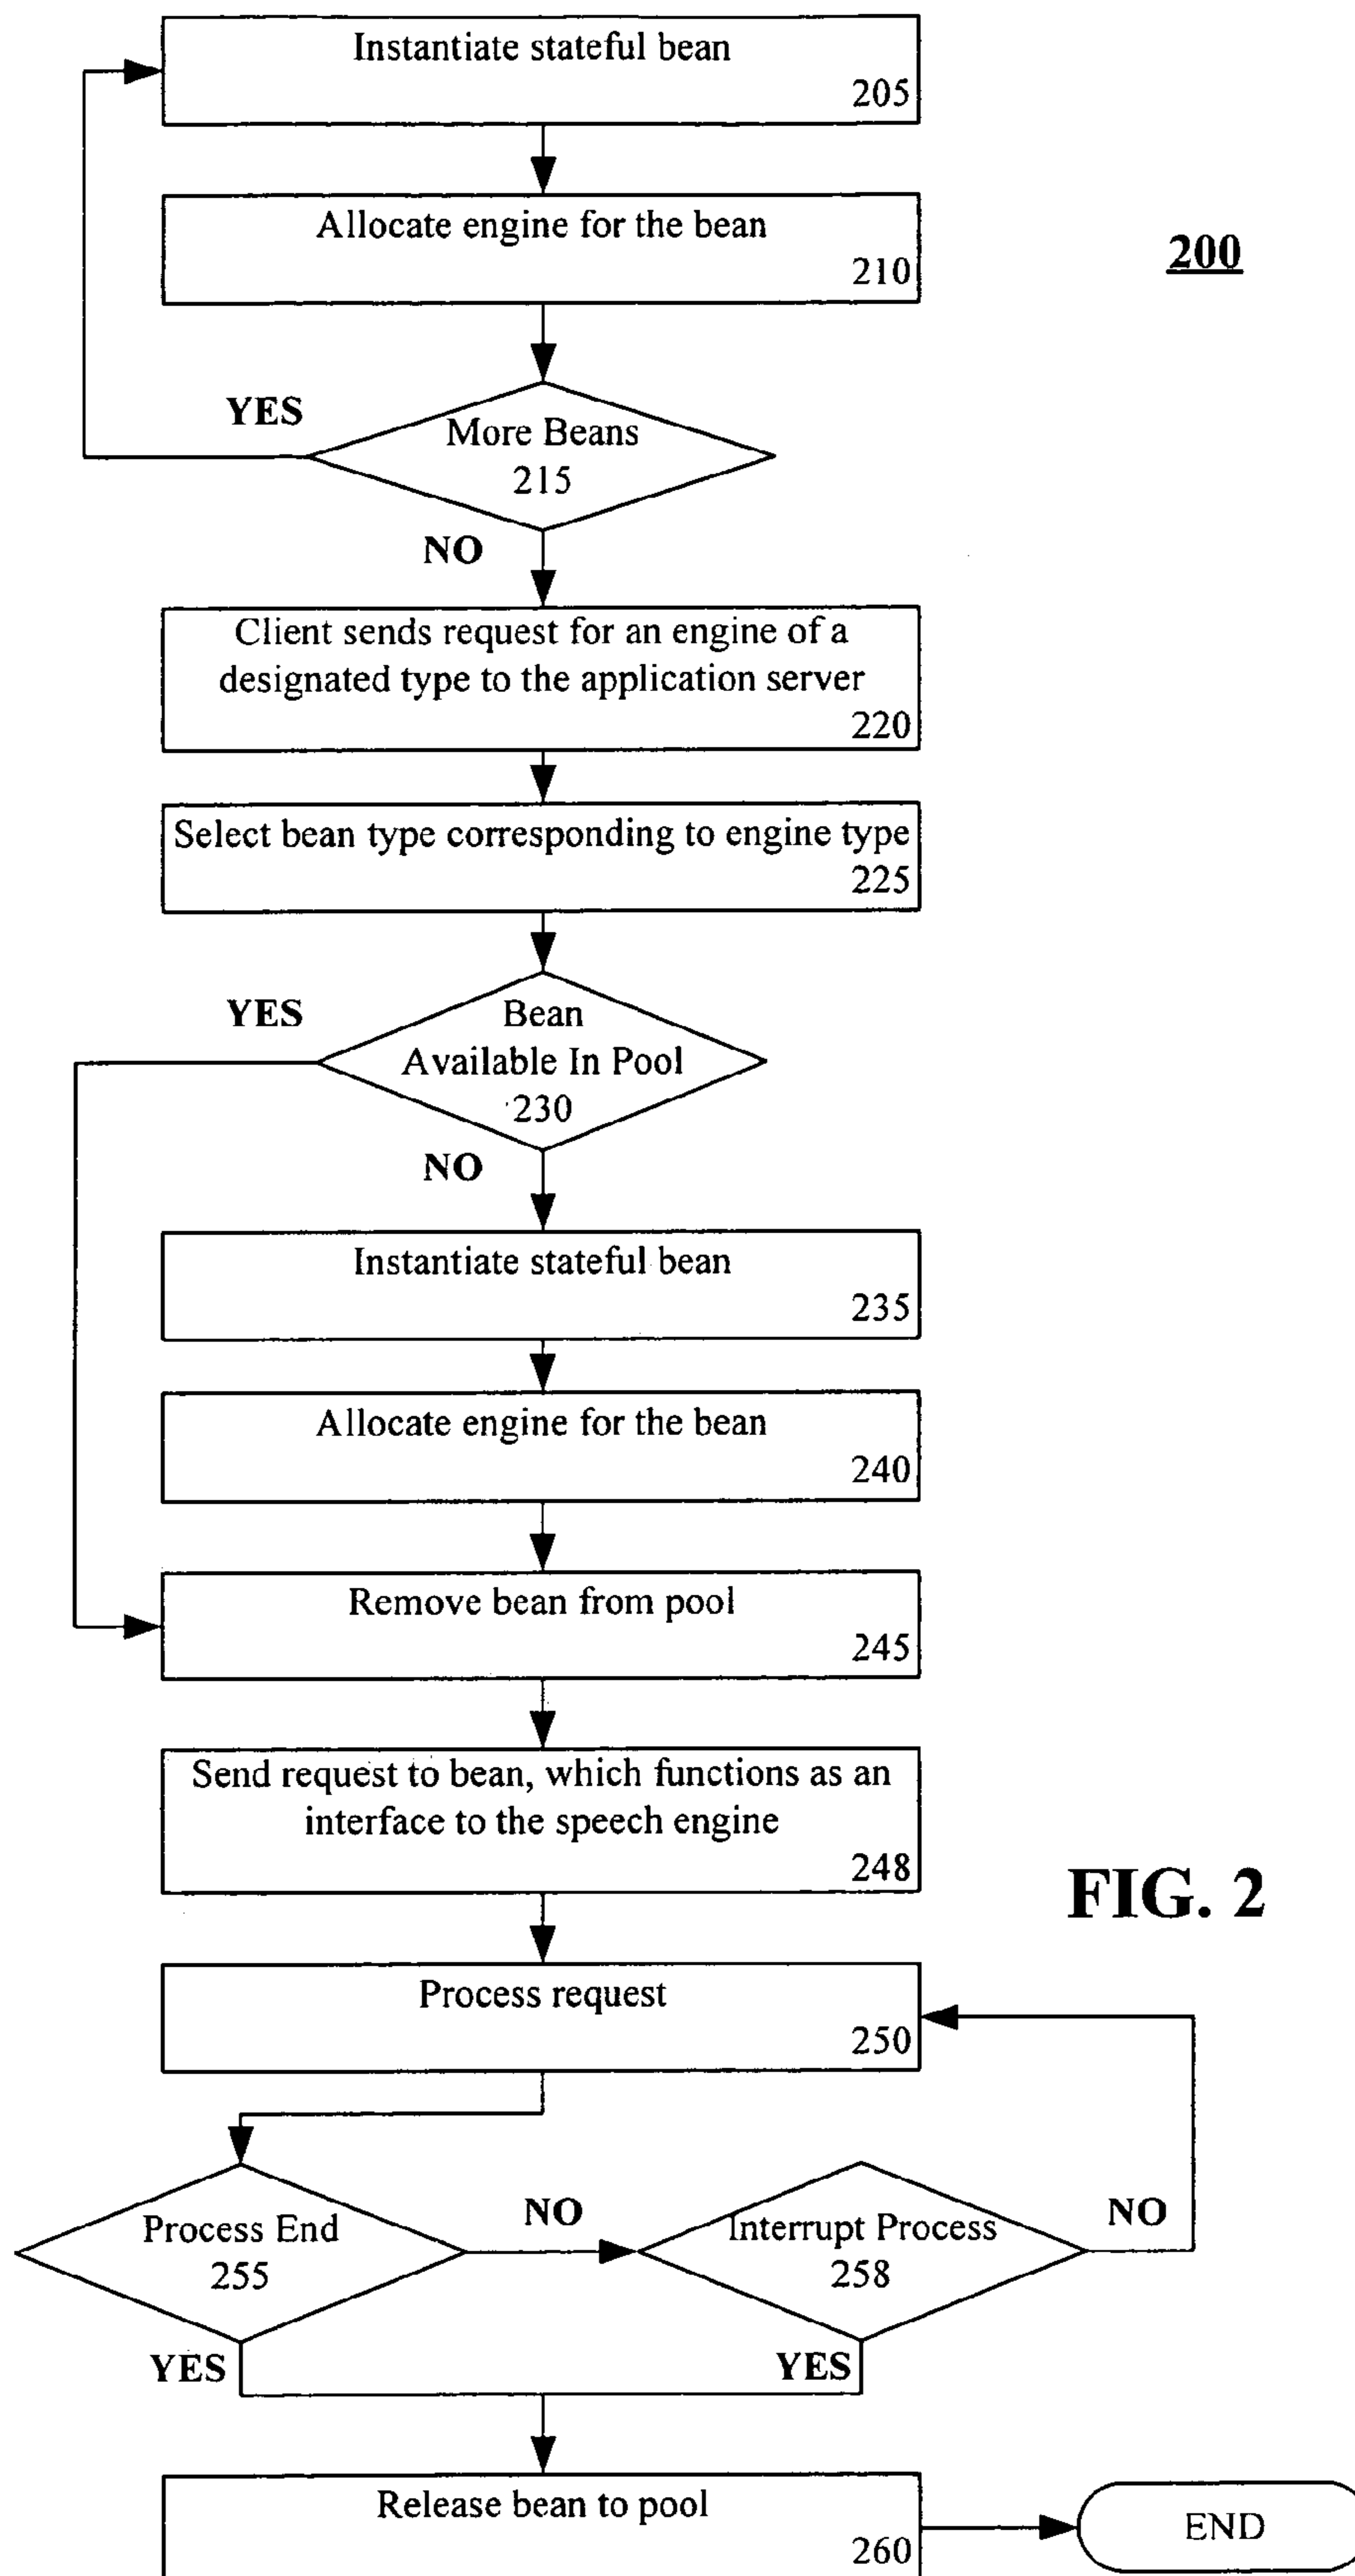 Instantiate stateful bean
205
Allocate engine for the bean
210
200
YES
More Beans
215
NO
Client sends request for an engine of a
designated type to the application server
220
Select bean type corresponding to engine type
225
YES
Bean
Available In Pool
230
NO
Instantiate stateful bean
235
Allocate engine for the bean
240
Remove bean from pool
245
Send request to bean, which functions as an
interface to the speech engine
248
FIG. 2
Process request
250
Process End
255
NO
Interrupt Process
258
NO
YES
YES
Release bean to pool
260
END